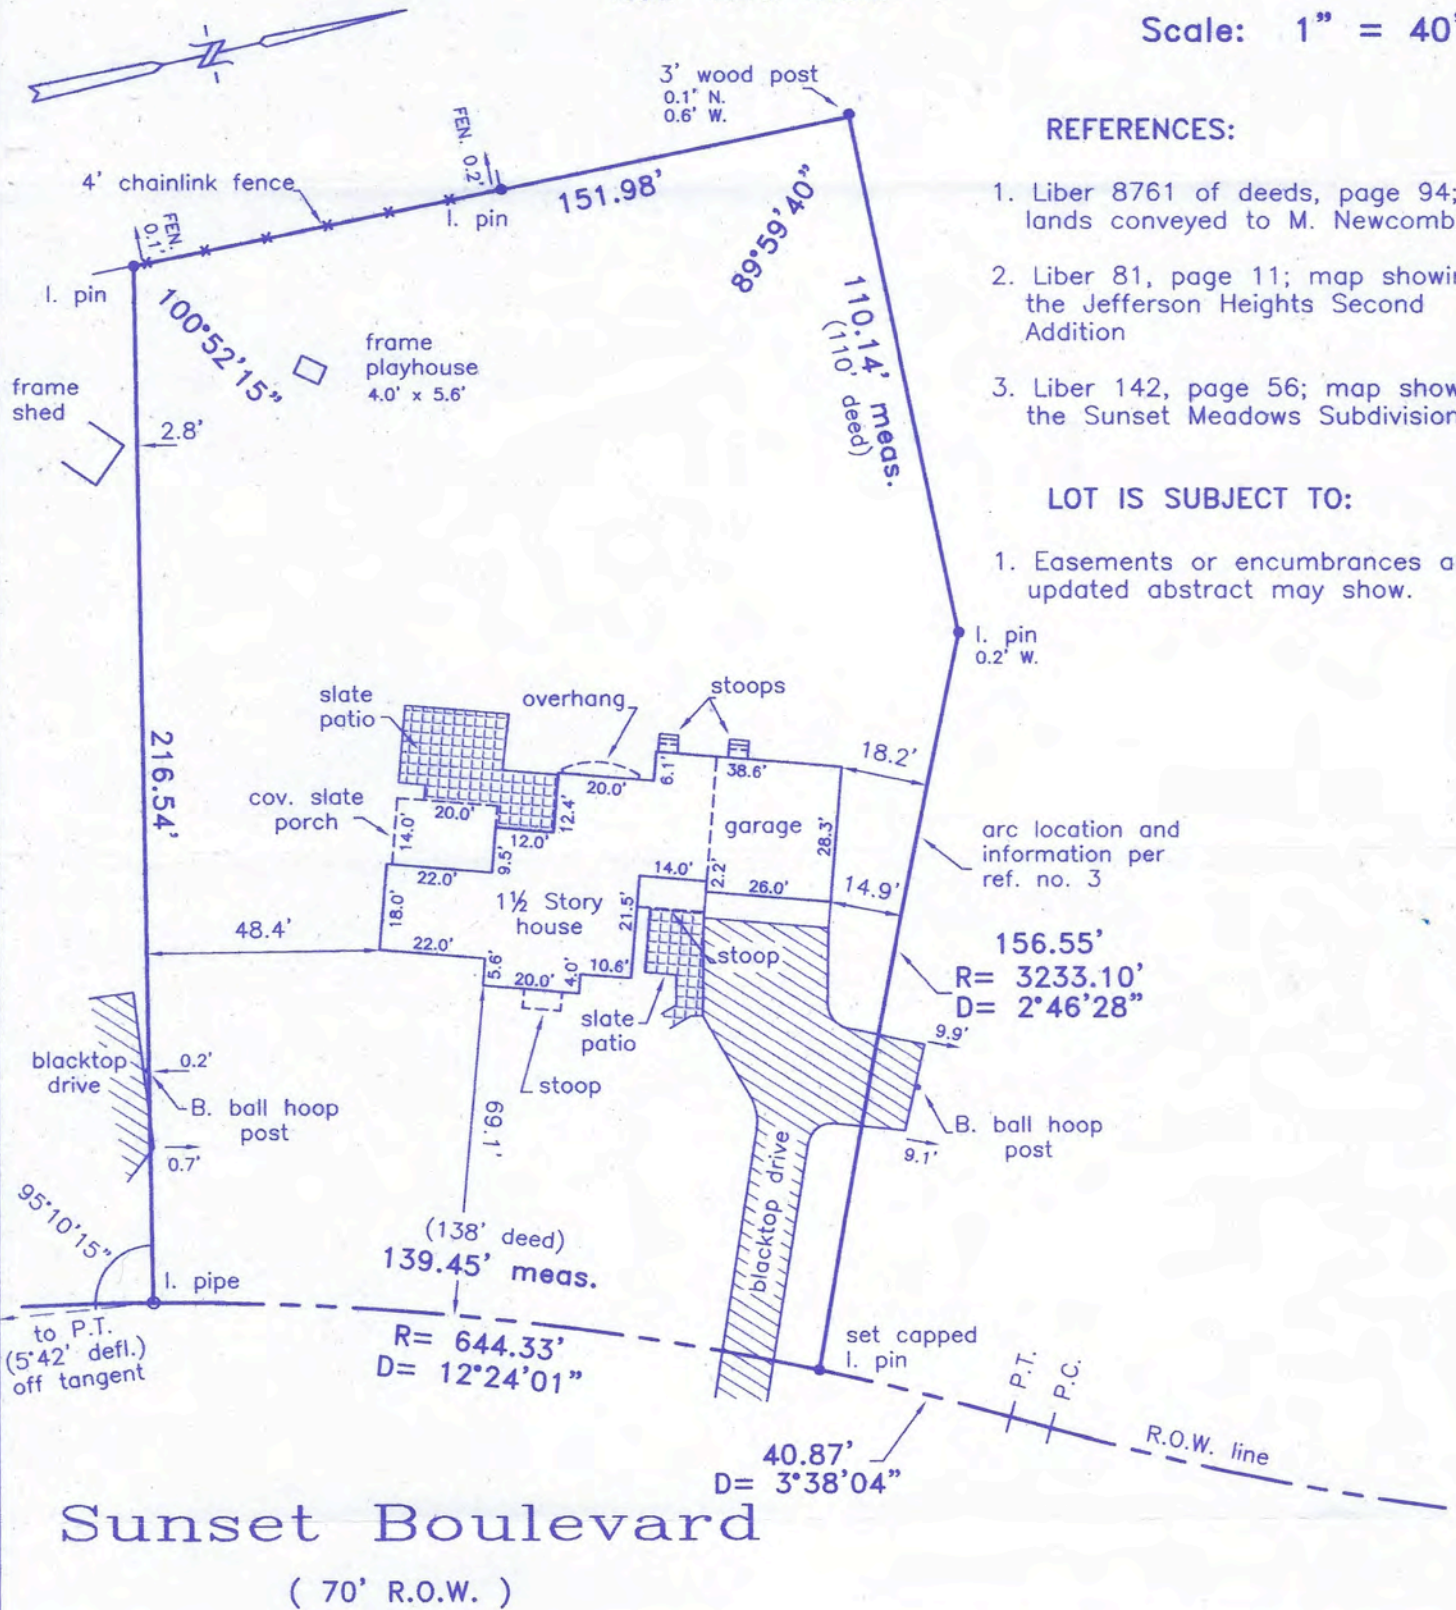 Scale: 1" = 40'
3' wood post
0.1' N.
0.6' W.
REFERENCES:
1. Liber 8761 of deeds, page 94;
lands conveyed to M. Newcomb
2. Liber 81, page 11; map showi
the Jefferson Heights Second
Addition
3. Liber 142, page 56; map show
the Sunset Meadows Subdivision
LOT IS SUBJECT TO:
1. Easements or encumbrances a
updated abstract may show.
4' chainlink fence
FEN. 0.2'
FEN.
0.1'
I. pin
I. pin
151.98'
89°59'40"
100°52'15"
110.14' meas.
(110' deed)
frame
playhouse
4.0' x 5.6'
frame
shed
2.8'
I. pin
0.2' W.
216.54'
slate
patio
overhang
stoops
18.2'
cov. slate
porch
20.0'
14.0'
20.0'
6.1'
38.6'
12.4'
12.0'
9.5'
garage
28.3'
arc location and
information per
ref. no. 3
22.0'
18.0'
14.0'
2.2'
26.0'
14.9'
1½ Story
house
21.5'
48.4'
22.0'
5.6'
20.0'
4.0'
10.6'
stoop
slate
patio
stoop
156.55'
R= 3233.10'
D= 2°46'28"
9.9'
blacktop
drive
0.2'
B. ball hoop
post
0.7'
69.1'
B. ball hoop
post
9.1'
blacktop drive
95°10'15"
I. pipe
(138' deed)
139.45' meas.
to P.T.
(5°42' defl.)
off tangent
R= 644.33'
D= 12°24'01"
set capped
I. pin
P.T.
P.C.
R.O.W. line
40.87'
D= 3°38'04"
Sunset Boulevard
( 70' R.O.W. )